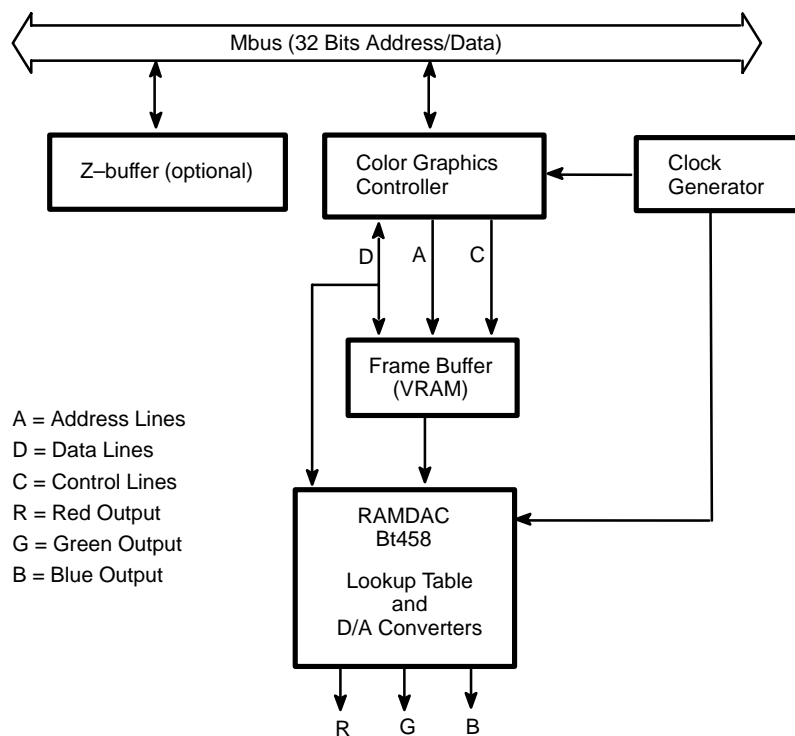 Mbus (32 Bits Address/Data)
Z–buffer (optional)
Color Graphics
Controller
Clock
Generator
D
A
C
Frame Buffer
(VRAM)
A = Address Lines
D = Data Lines
C = Control Lines
R = Red Output
G = Green Output
B = Blue Output
RAMDAC
Bt458
Lookup Table
and
D/A Converters
R
G
B